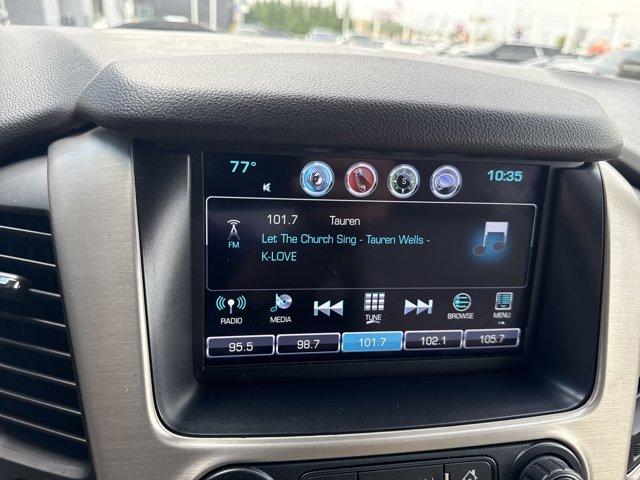 77° 10:35
101.7 Tauren
FM
Let The Church Sing - Tauren Wells -
K-LOVE
RADIO MEDIA TUNE BROWSE MENU
95.5 98.7 101.7 102.1 105.7